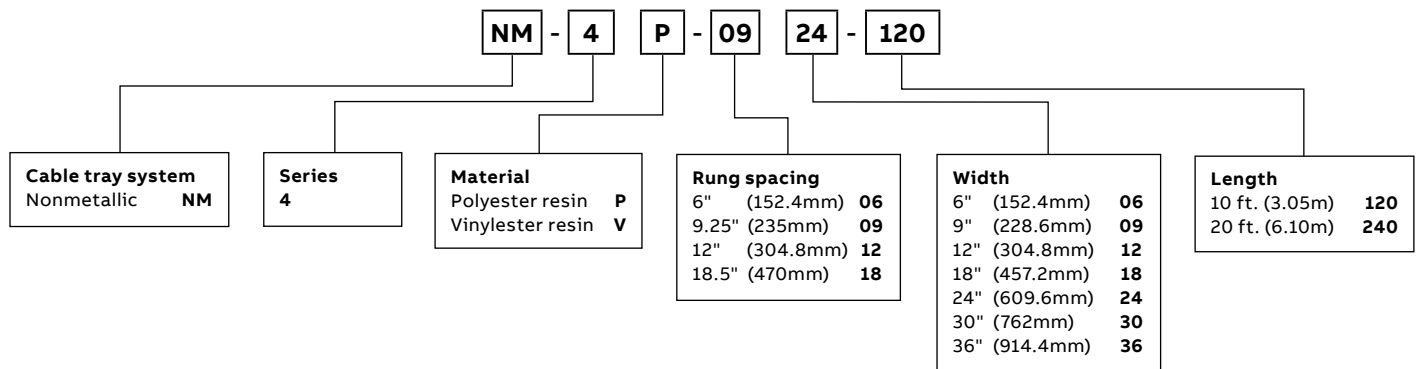 NM - 4 P - 09 24 - 120
Cable tray system
Nonmetallic NM
Series
4
Material
Polyester resin P
Vinylester resin V
Rung spacing
6" (152.4mm) 06
9.25" (235mm) 09
12" (304.8mm) 12
18.5" (470mm) 18
Width
6" (152.4mm) 06
9" (228.6mm) 09
12" (304.8mm) 12
18" (457.2mm) 18
24" (609.6mm) 24
30" (762mm) 30
36" (914.4mm) 36
Length
10 ft. (3.05m) 120
20 ft. (6.10m) 240